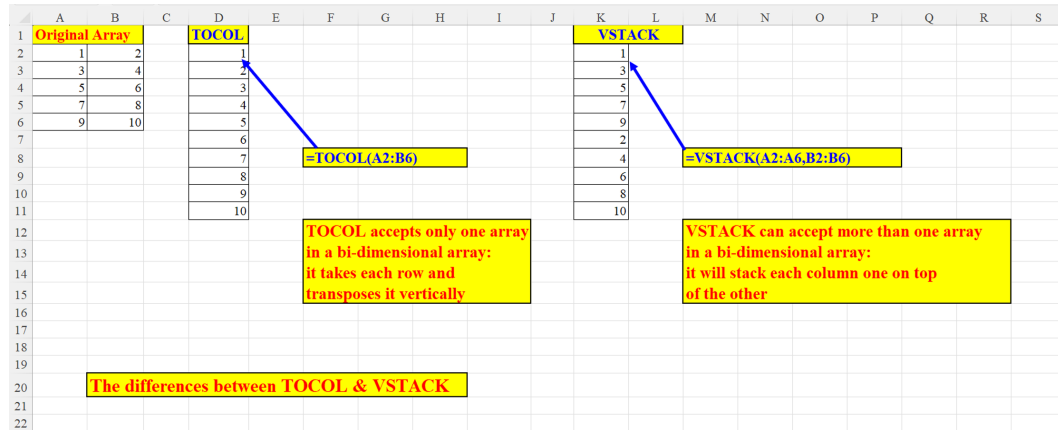 A B C D E F G H I J K L M N O P Q R S
1 Original Array TOCOL VSTACK
2 1 2 1 1
3 3 4 2 3
4 5 6 3 5
5 7 8 4 7
6 9 10 5 9
7 6 2
8 7 =TOCOL(A2:B6) 4 =VSTACK(A2:A6,B2:B6)
9 8 6
10 9 8
11 10 10
12 TOCOL accepts only one array VSTACK can accept more than one array
13 in a bi-dimensional array: in a bi-dimensional array:
14 it takes each row and it will stack each column one on top
15 transposes it vertically of the other
16
17
18
19
20 The differences between TOCOL & VSTACK
21
22